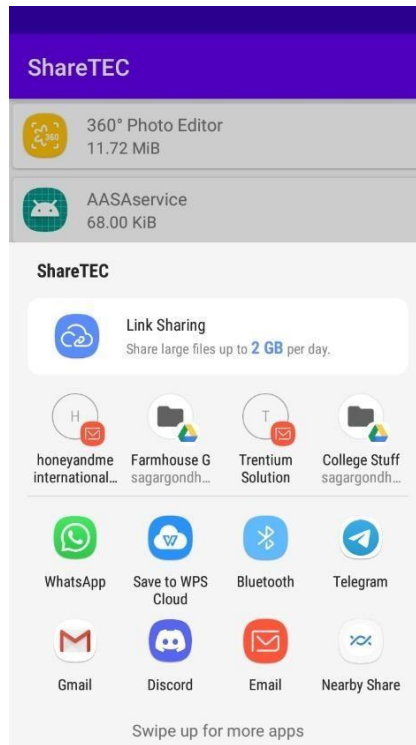 ShareTEC
360° Photo Editor
11.72 MiB
AASAservice
68.00 KiB
ShareTEC
Link Sharing
Share large files up to 2 GB per day.
H
T
honeyandme
international...
Farmhouse G
sagargondh...
Trentium
Solution
College Stuff
sagargondh...
WhatsApp
Save to WPS
Cloud
Bluetooth
Telegram
Gmail
Discord
Email
Nearby Share
Swipe up for more apps